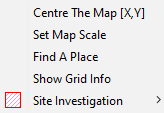 Centre The Map [X,Y]
Set Map Scale
Find A Place
Show Grid Info
Site Investigation